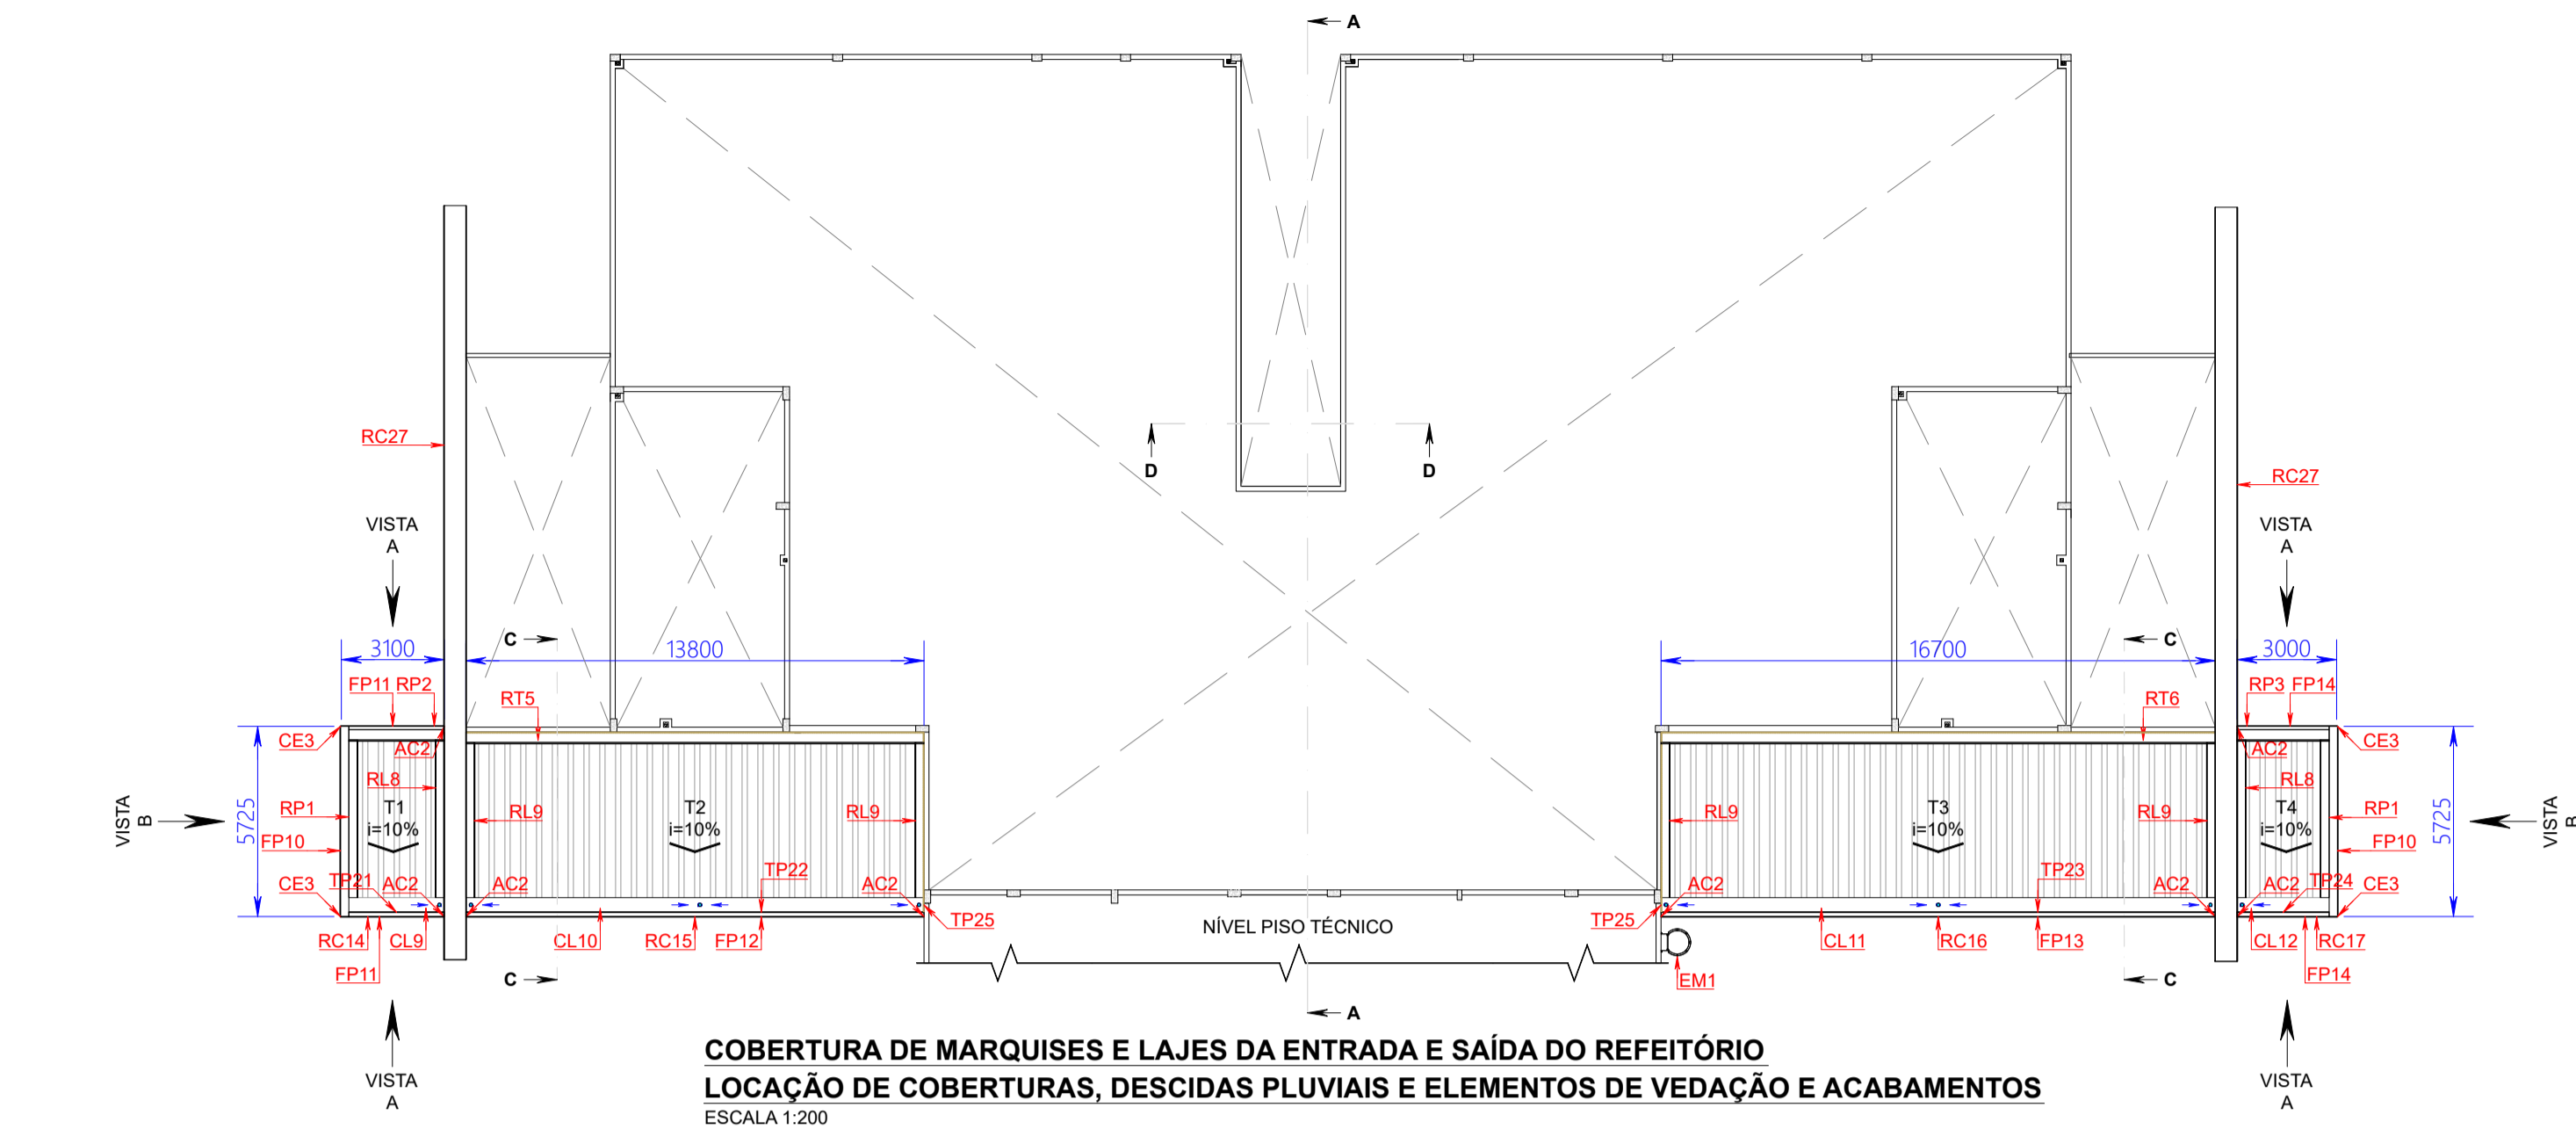 A
RC27
RC27
D
D
VISTA
A
VISTA
A
C
C
3100
13800
16700
3000
FP11
RP2
RT5
RT6
RP3
FP14
CE3
AC2
AC2
CE3
RL8
RL8
VISTA
B
5725
RP1
T1
i=10%
RL9
T2
i=10%
RL9
RL9
T3
i=10%
RL9
T4
i=10%
RP1
5725
VISTA
B
FP10
FP10
CE3
TP21
AC2
AC2
TP22
AC2
AC2
TP23
AC2
AC2
TP24
CE3
TP25
NÍVEL PISO TÉCNICO
TP25
RC14
CL9
CL10
RC15
FP12
CL11
RC16
FP13
CL12
RC17
FP11
FP14
C
EM1
C
A
VISTA
A
VISTA
A
COBERTURA DE MARQUISES E LAJES DA ENTRADA E SAÍDA DO REFEITÓRIO
LOCAÇÃO DE COBERTURAS, DESCIDAS PLUVIAIS E ELEMENTOS DE VEDAÇÃO E ACABAMENTOS
ESCALA 1:200